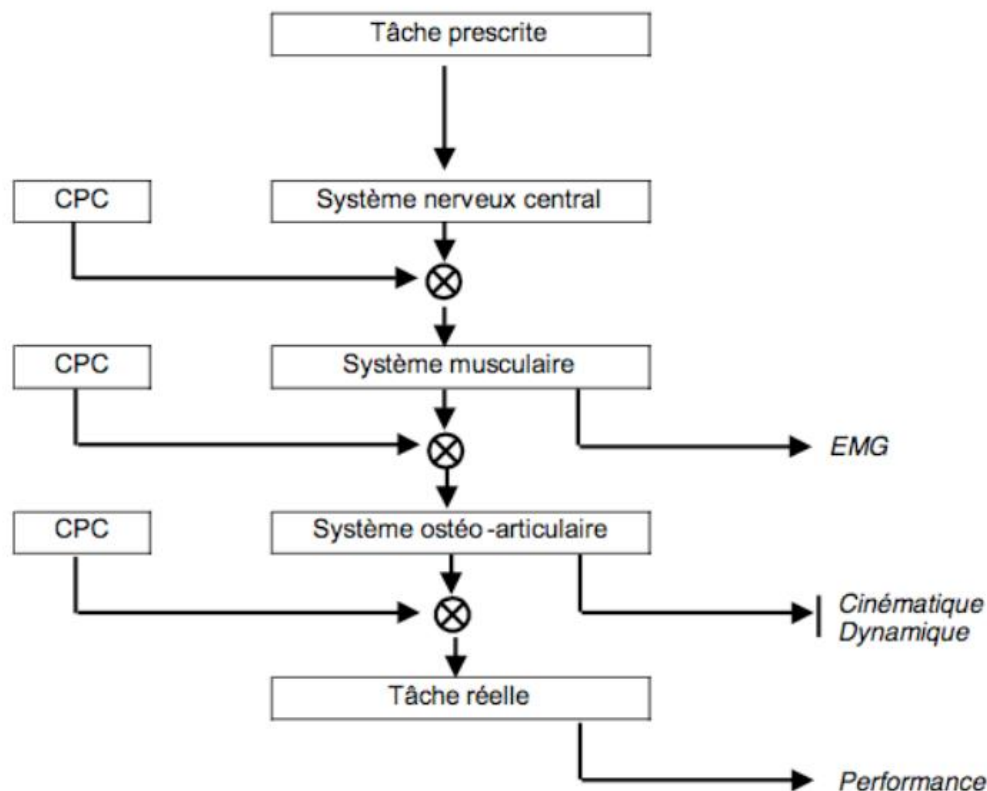 Tâche prescrite
CPC
Système nerveux central
CPC
Système musculaire
EMG
CPC
Système ostéo-articulaire
Cinématique
Dynamique
Tâche réelle
Performance